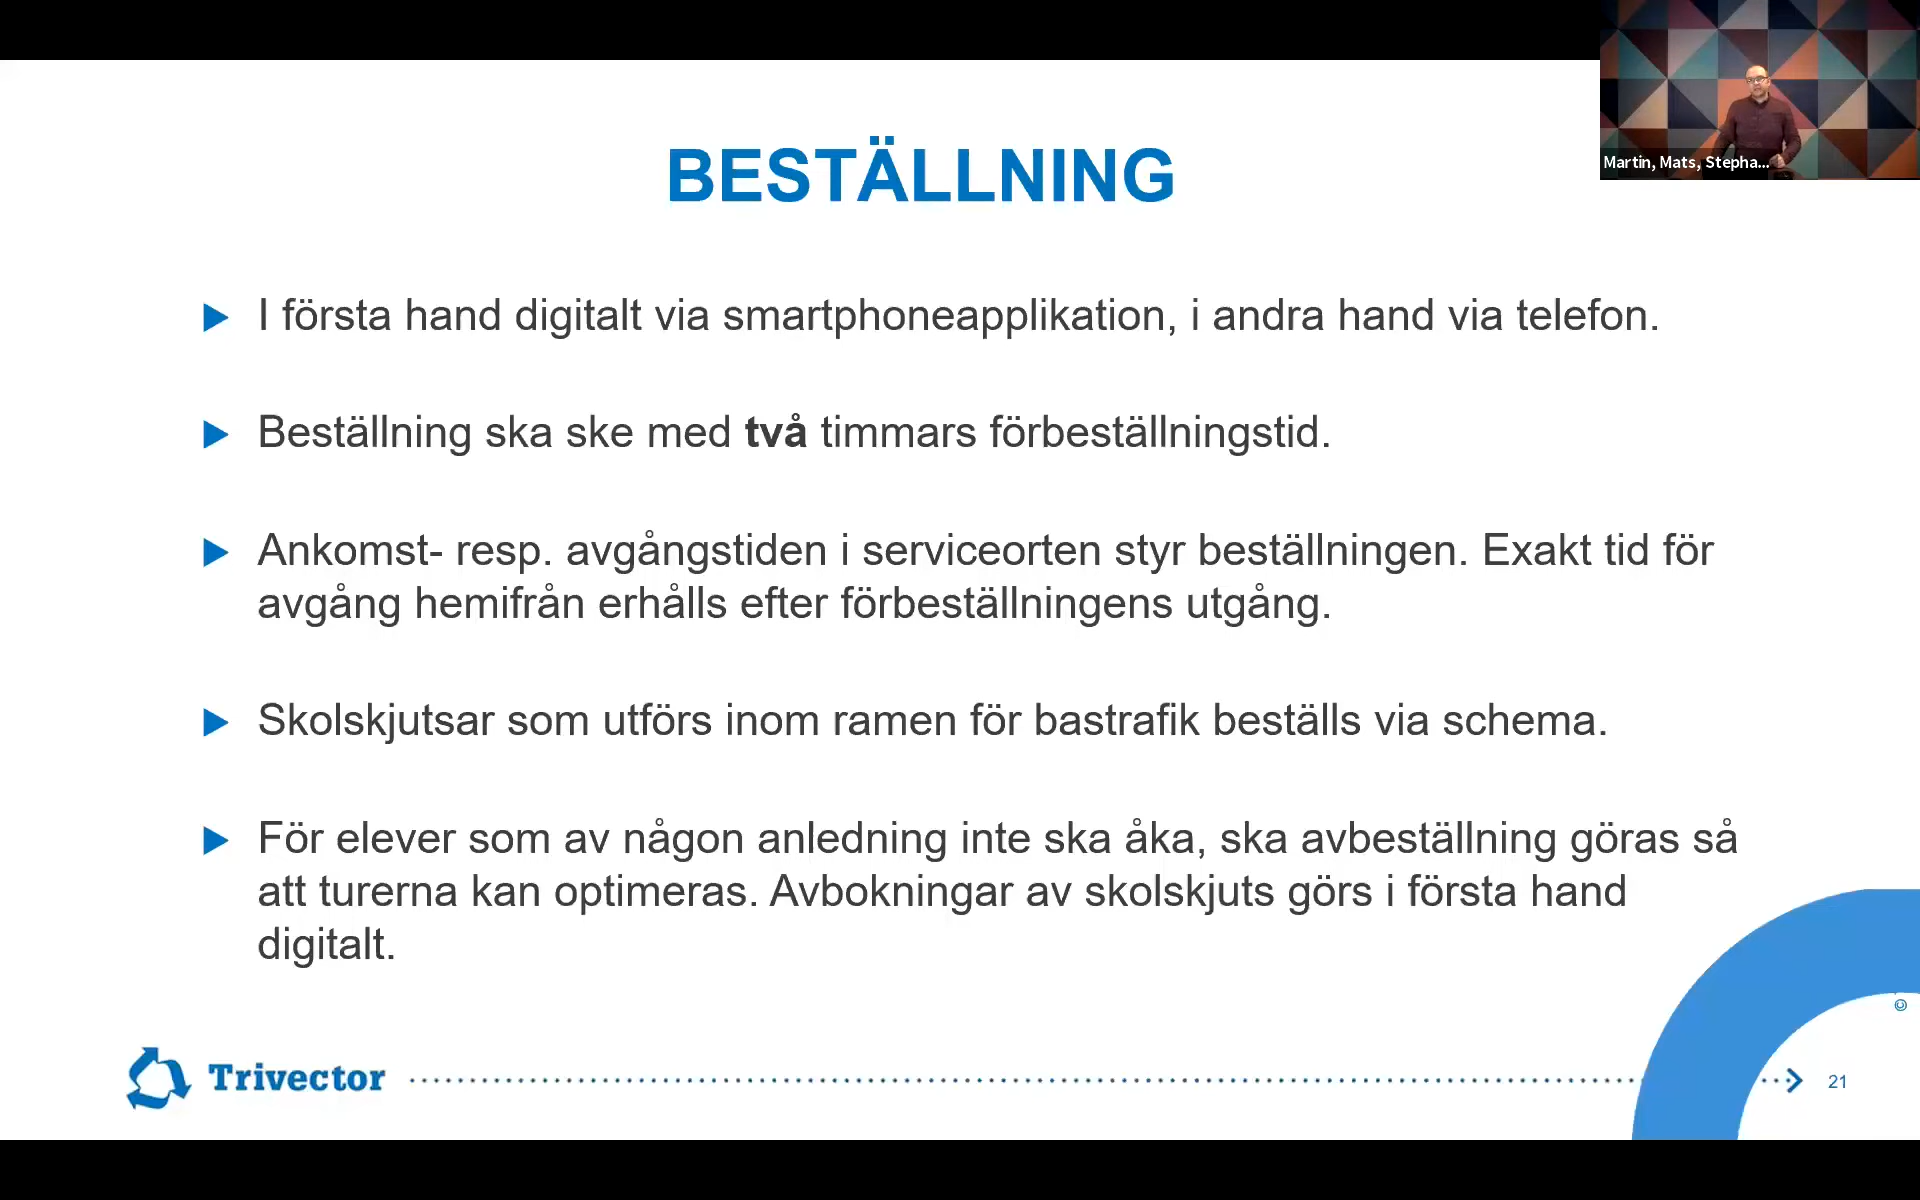 Martin, Mats, Stepha...
BESTÄLLNING
I första hand digitalt via smartphoneapplikation, i andra hand via telefon.
Beställning ska ske med två timmars förbeställningstid.
Ankomst- resp. avgångstiden i serviceorten styr beställningen. Exakt tid för
avgång hemifrån erhålls efter förbeställningens utgång.
Skolskjutsar som utförs inom ramen för bastrafik beställs via schema.
För elever som av någon anledning inte ska åka, ska avbeställning göras så
att turerna kan optimeras. Avbokningar av skolskjuts görs i första hand
digitalt.
©
Trivector
21